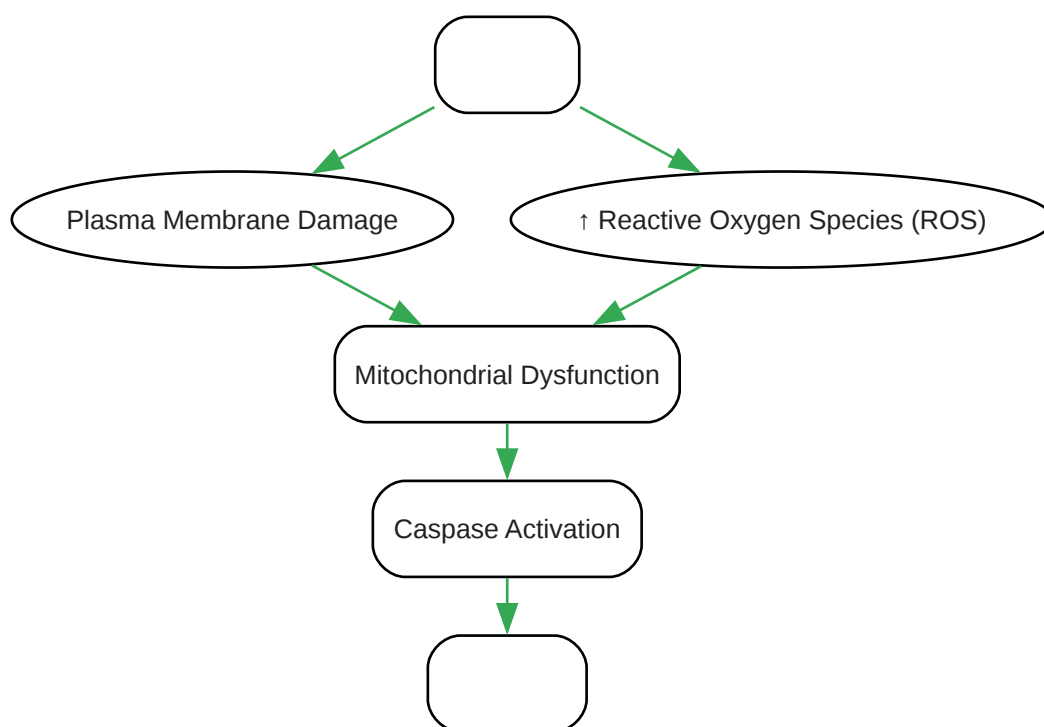 Plasma Membrane Damage
↑ Reactive Oxygen Species (ROS)
Mitochondrial Dysfunction
Caspase Activation